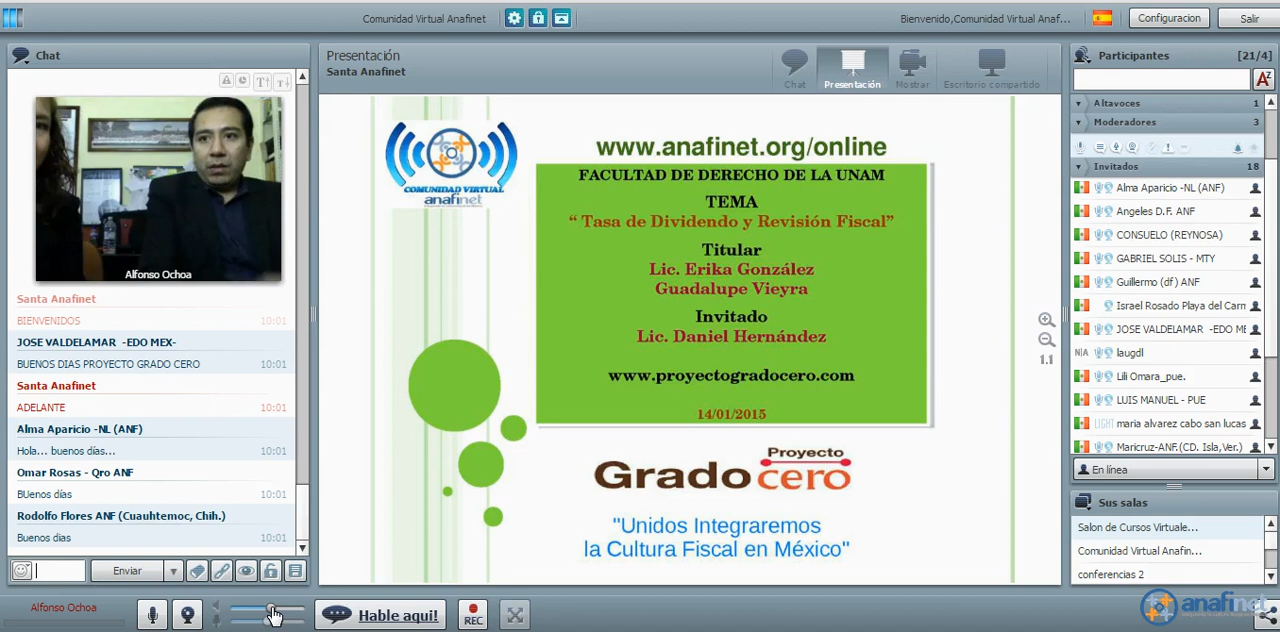 Comunidad Virtual Anafinet
Bienvenido,Comunidad Virtual Anaf...
Configuracion
Salir
Chat
Alfonso Ochoa
Santa Anafinet
BIENVENIDOS 10:01
JOSE VALDELAMAR -EDO MEX-
BUENOS DIAS PROYECTO GRADO CERO 10:01
Santa Anafinet
ADELANTE 10:01
Alma Aparicio -NL (ANF)
Hola... buenos días... 10:01
Omar Rosas - Qro ANF
BUenos días 10:01
Rodolfo Flores ANF (Cuauhtemoc, Chih.)
Buenos dias 10:01
Enviar
Alfonso Ochoa
Hable aqui!
REC
Presentación
Santa Anafinet
Chat
Presentación
Mostrar
Escritorio compartido
COMUNIDAD VIRTUAL
anafinet
www.anafinet.org/online
FACULTAD DE DERECHO DE LA UNAM
TEMA
“ Tasa de Dividendo y Revisión Fiscal”
Titular
Lic. Erika González
Guadalupe Vieyra
Invitado
Lic. Daniel Hernández
www.proyectogradocero.com
14/01/2015
Proyecto
Grado cero
"Unidos Integraremos
la Cultura Fiscal en México"
1.1
Participantes [21/4]
AZ
Altavoces 1
Moderadores 3
Invitados 18
Alma Aparicio -NL (ANF)
Angeles D.F. ANF
CONSUELO (REYNOSA)
GABRIEL SOLIS - MTY
Guillermo (df) ANF
Israel Rosado Playa del Carm
JOSE VALDELAMAR -EDO ME
N/A laugdl
Lili Omara_pue.
LUIS MANUEL - PUE
LIGHT maria alvarez cabo san lucas
Maricruz-ANF.(CD. Isla,Ver.)
En línea
Sus salas
Salon de Cursos Virtuale...
Comunidad Virtual Anafin...
conferencias 2
anafinet